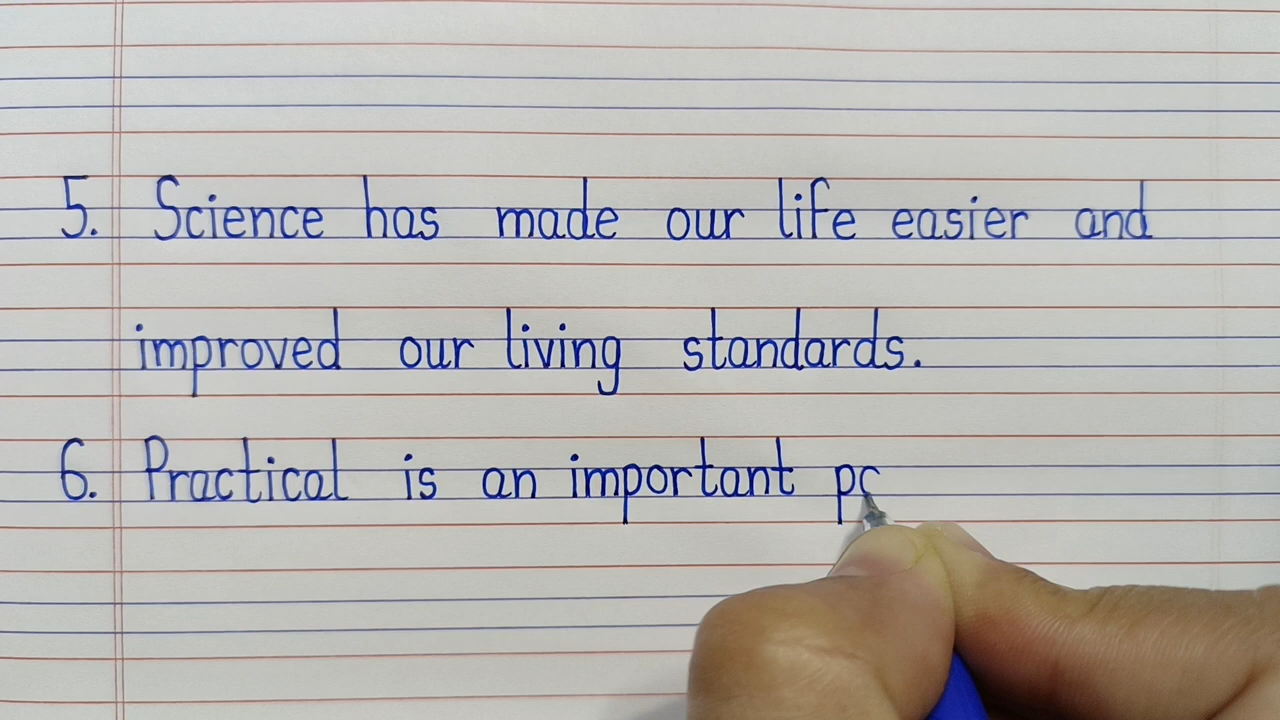 5. Science has made our life easier and
improved our living standards.
6. Practical is an important